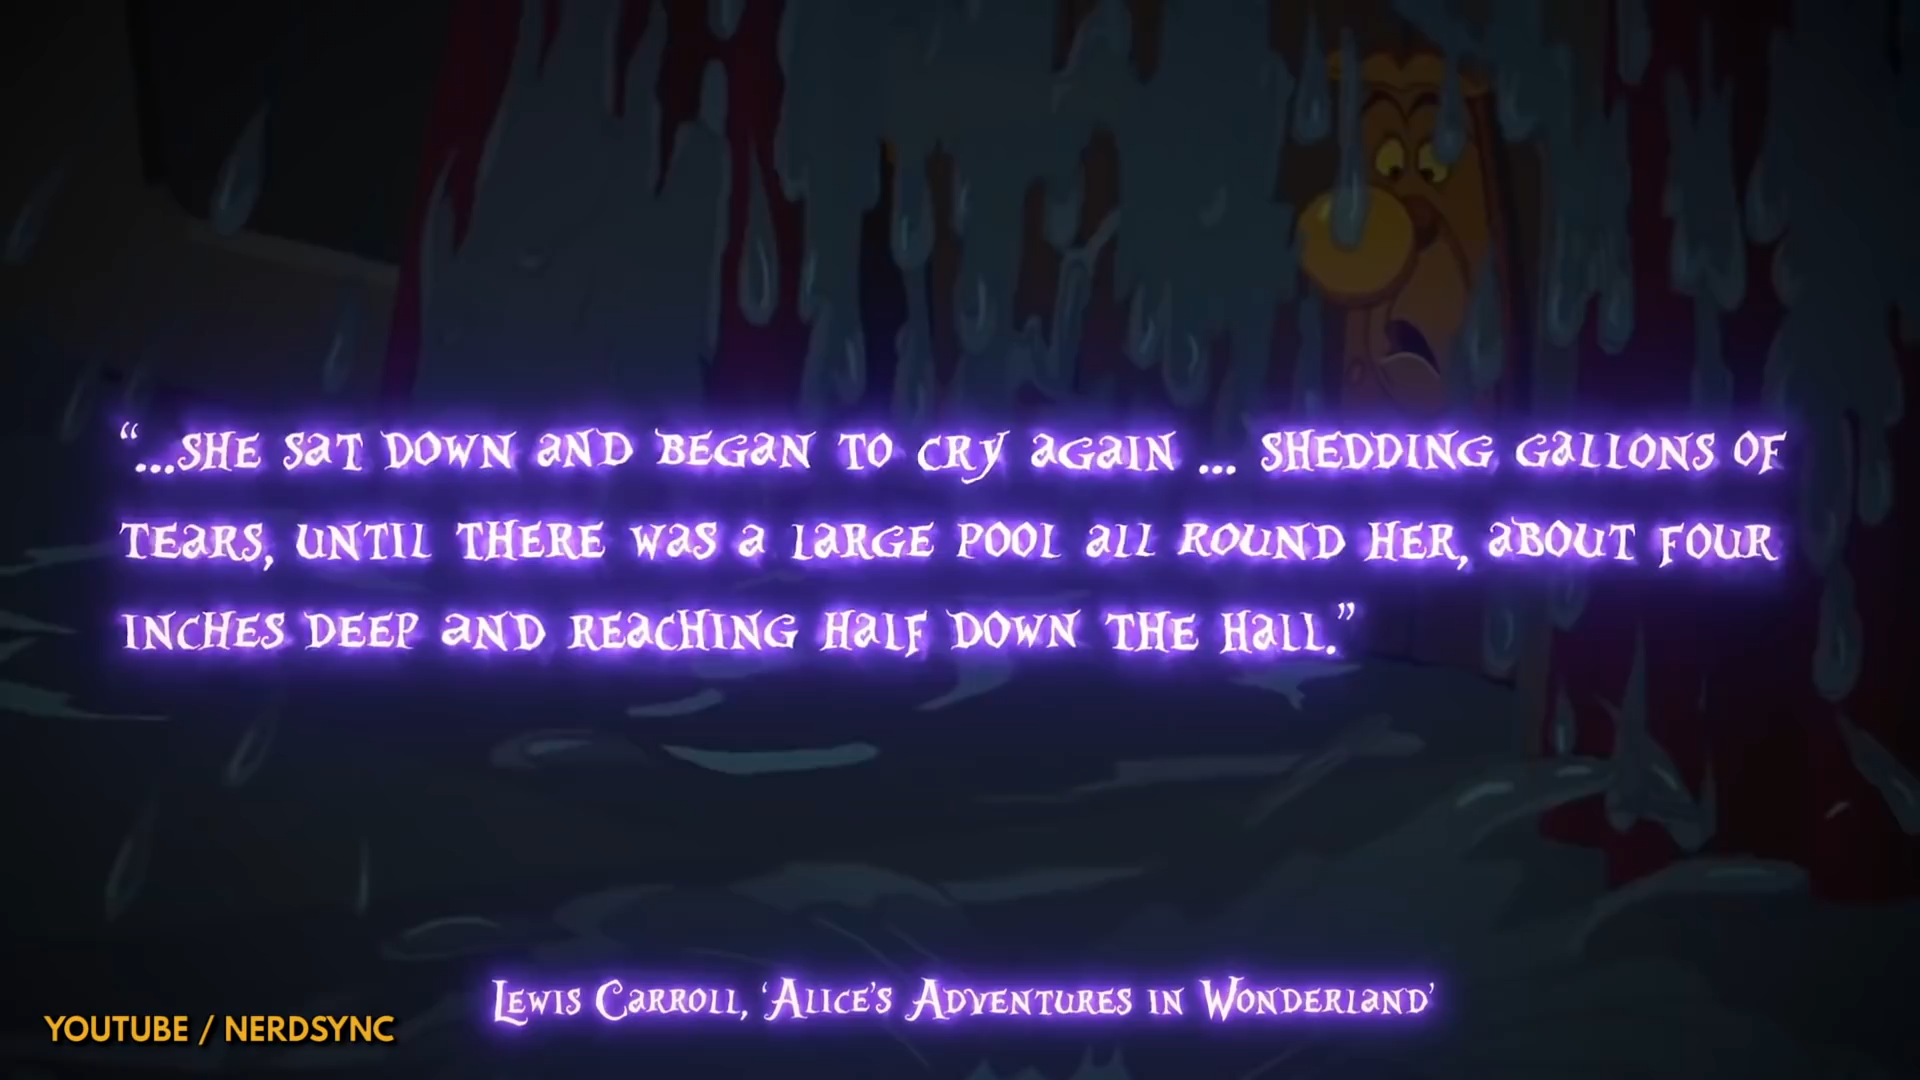 “...SHE SAT DOWN AND BEGAN TO CRY AGAIN ... SHEDDING GALLONS OF
TEARS, UNTIL THERE WAS A LARGE POOL ALL ROUND HER, ABOUT FOUR
INCHES DEEP AND REACHING HALF DOWN THE HALL.”
LEWIS CARROLL, ‘ALICE’S ADVENTURES IN WONDERLAND’
YOUTUBE / NERDSYNC